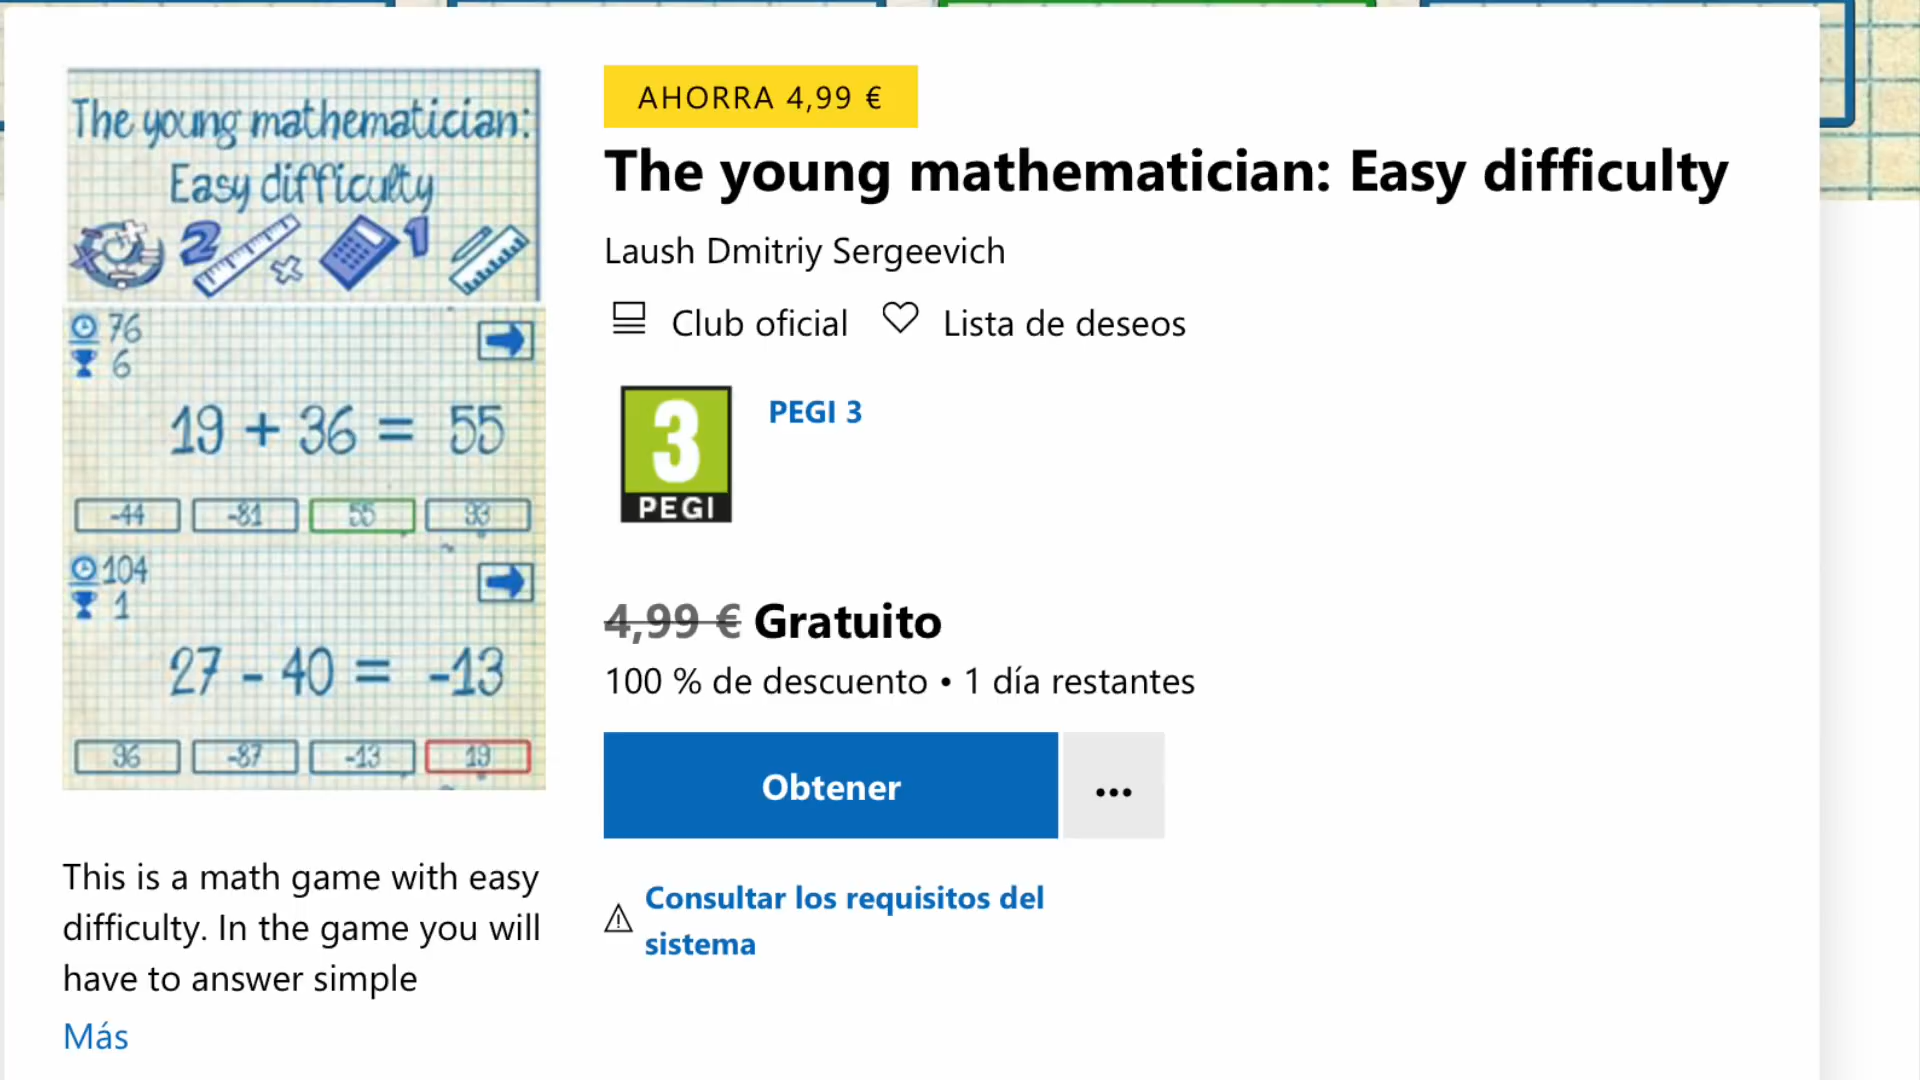 The young mathematician:
Easy difficulty
2
1
76
6
19 + 36 = 55
-44
-81
55
93
104
1
27 - 40 = -13
96
-87
-13
19
This is a math game with easy
difficulty. In the game you will
have to answer simple
Más
AHORRA 4,99 €
The young mathematician: Easy difficulty
Laush Dmitriy Sergeevich
Club oficial
Lista de deseos
3
PEGI
PEGI 3
4,99 € Gratuito
100 % de descuento • 1 día restantes
Obtener
...
Consultar los requisitos del
sistema